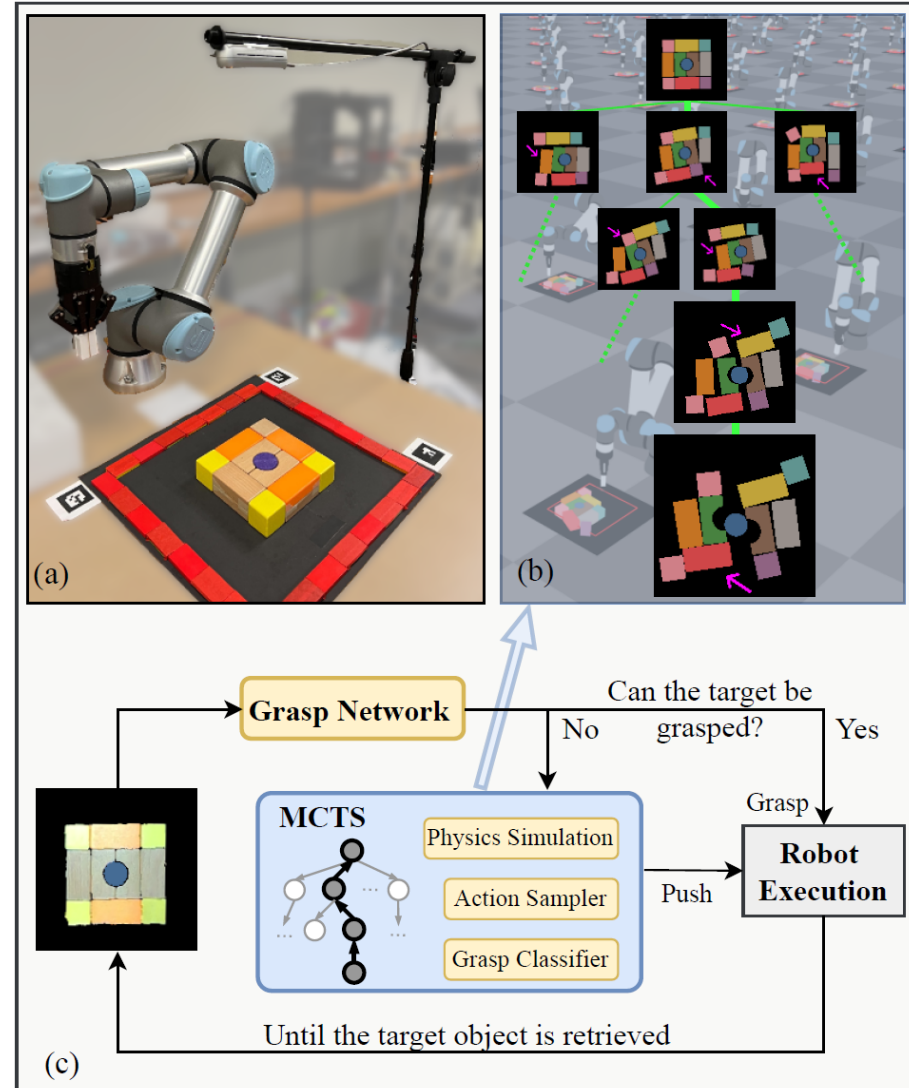 (a)
(b)
Grasp Network
Can the target be
grasped?
No
Yes
MCTS
Physics Simulation
Action Sampler
Grasp Classifier
...
...
...
Grasp
Push
Robot
Execution
Until the target object is retrieved
(c)